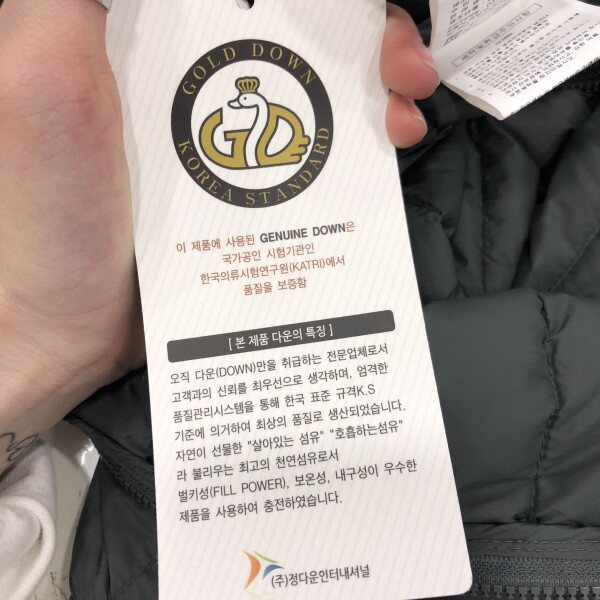 GOLD DOWN
GD
KOREA STANDARD
이 제품에 사용된 GENUINE DOWN은
국가공인 시험기관인
한국의류시험연구원(KATRI)에서
품질을 보증함
[ 본 제품 다운의 특징 ]
오직 다운(DOWN)만을 취급하는 전문업체로서
고객과의 신뢰를 최우선으로 생각하며, 엄격한
품질관리시스템을 통해 한국 표준 규격K.S
기준에 의거하여 최상의 품질로 생산되었습니다.
자연이 선물한 "살아있는 섬유" "호흡하는섬유"
라 불리우는 최고의 천연섬유로서
벌키성(FILL POWER), 보온성, 내구성이 우수한
제품을 사용하여 충전하였습니다.
(주)정다운인터내셔널